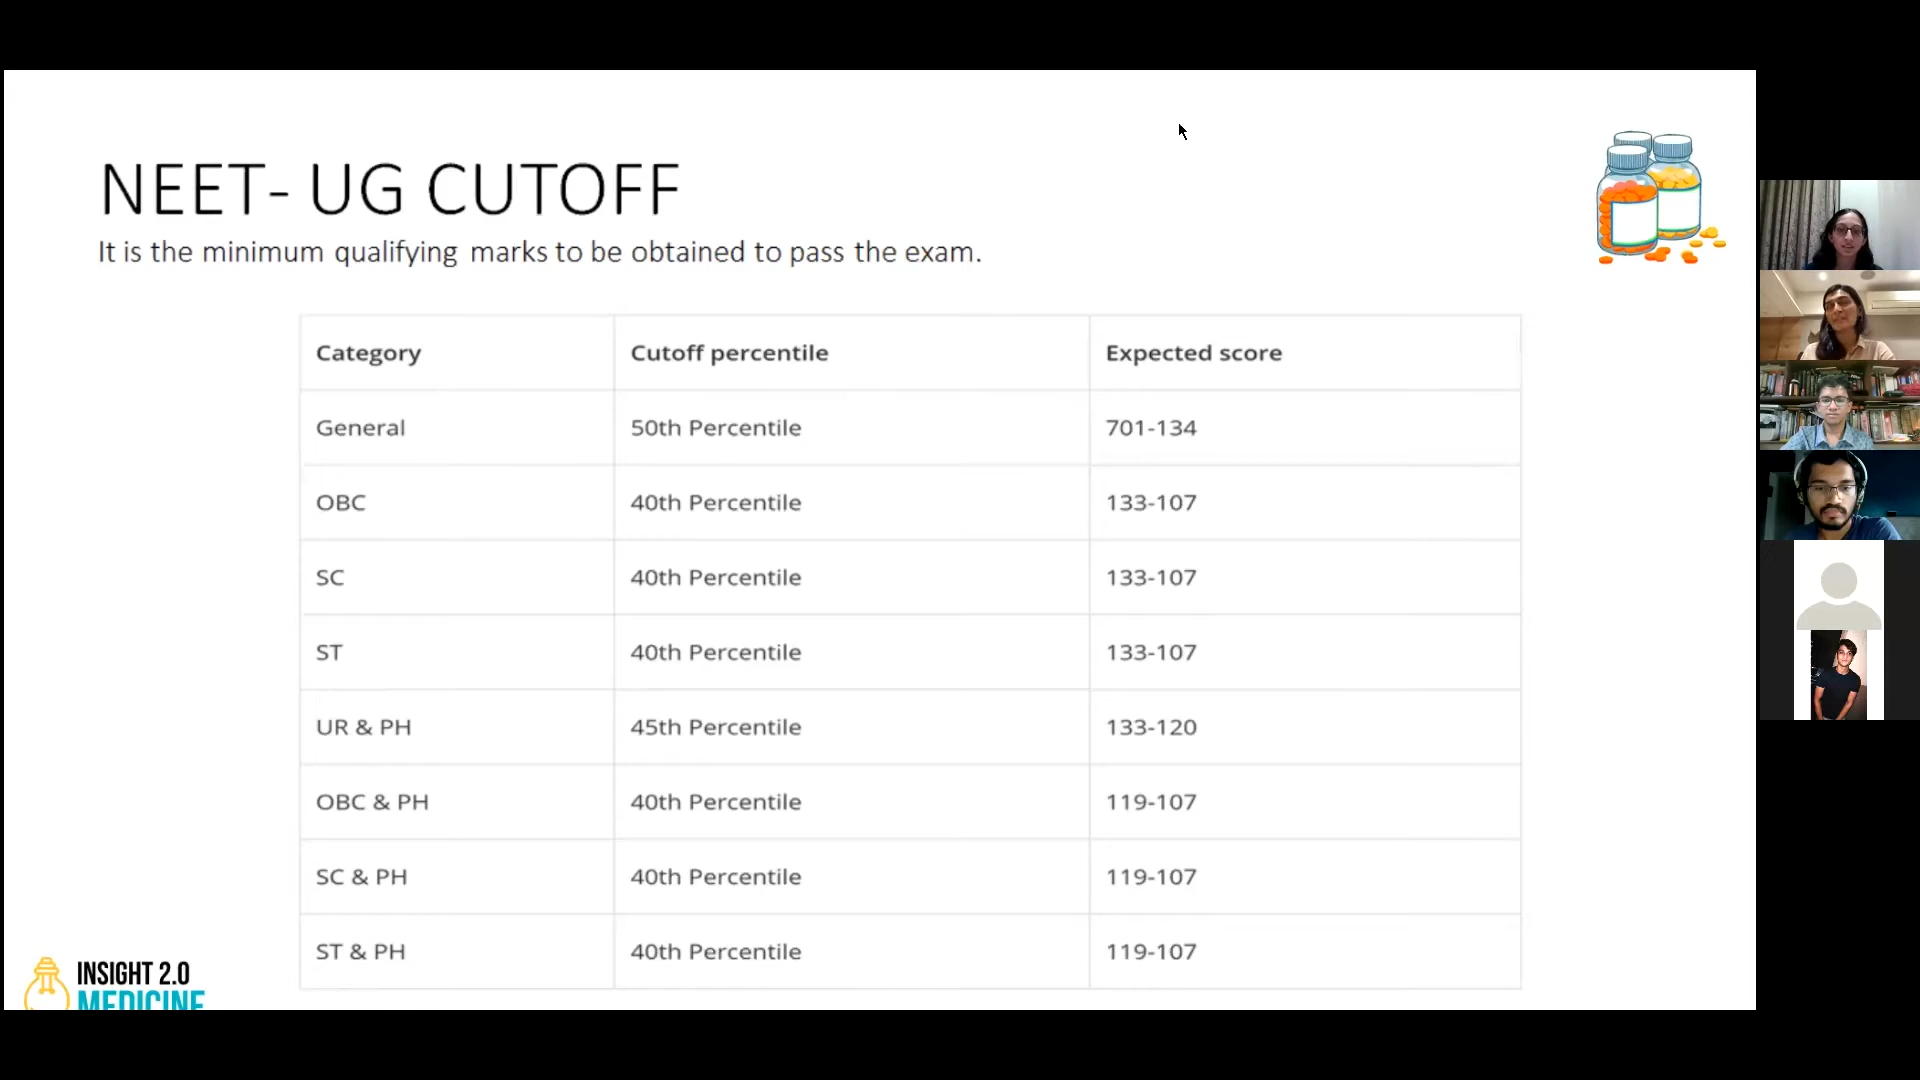 NEET- UG CUTOFF
It is the minimum qualifying marks to be obtained to pass the exam.
Category Cutoff percentile Expected score
General 50th Percentile 701-134
OBC 40th Percentile 133-107
SC 40th Percentile 133-107
ST 40th Percentile 133-107
UR & PH 45th Percentile 133-120
OBC & PH 40th Percentile 119-107
SC & PH 40th Percentile 119-107
ST & PH 40th Percentile 119-107
INSIGHT 2.0
MEDICINE